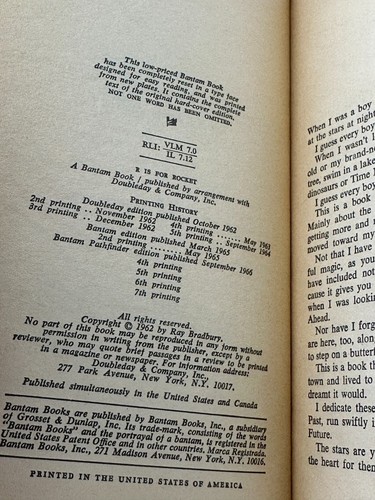 This low-priced Bantam Book
has been completely reset in a type face
designed for easy reading, and was printed
from new plates. It contains the complete
text of the original hard-cover edition.
NOT ONE WORD HAS BEEN OMITTED.
RLI: VLM 7.0
IL 7.12
R IS FOR ROCKET
A Bantam Book / published by arrangement with
Doubleday & Company, Inc.
PRINTING HISTORY
Doubleday edition published October 1962
2nd printing .. November 1962 4th printing ...... May 1963
3rd printing .. December 1962 5th printing .. September 1964
Bantam edition published March 1965
2nd printing ...... May 1965
Bantam Pathfinder edition published September 1966
4th printing
5th printing
6th printing
7th printing
All rights reserved.
Copyright © 1962 by Ray Bradbury.
No part of this book may be reproduced in any form without
permission in writing from the publisher, except by a
reviewer, who may quote brief passages in a review to be printed
in a magazine or newspaper. For information address:
Doubleday & Company, Inc.,
277 Park Avenue, New York, N.Y. 10017.
Published simultaneously in the United States and Canada
Bantam Books are published by Bantam Books, Inc., a subsidiary
of Grosset & Dunlap, Inc. Its trade-mark, consisting of the words
"Bantam Books" and the portrayal of a bantam, is registered in the
United States Patent Office and in other countries. Marca Registrada.
Bantam Books, Inc., 271 Madison Avenue, New York, N.Y. 10016.
PRINTED IN THE UNITED STATES OF AMERICA
When I was a boy
at the stars at night
I guess every boy
When I wasn't l
old or my brand-new
tree, swim in a lake
dinosaurs or Time M
I guess every boy
This is a book
Mainly about the
getting more and
moved toward my
Not that I have
ful magic, as you
have included not
cause it gives you
when I was lookin
Ahead.
Nor have I forg
are here, too, along
to step on a butterf
This is a book th
town and lived to
dreamt it would.
I dedicate these
Past, run swiftly i
Future.
The stars are y
the heart for them